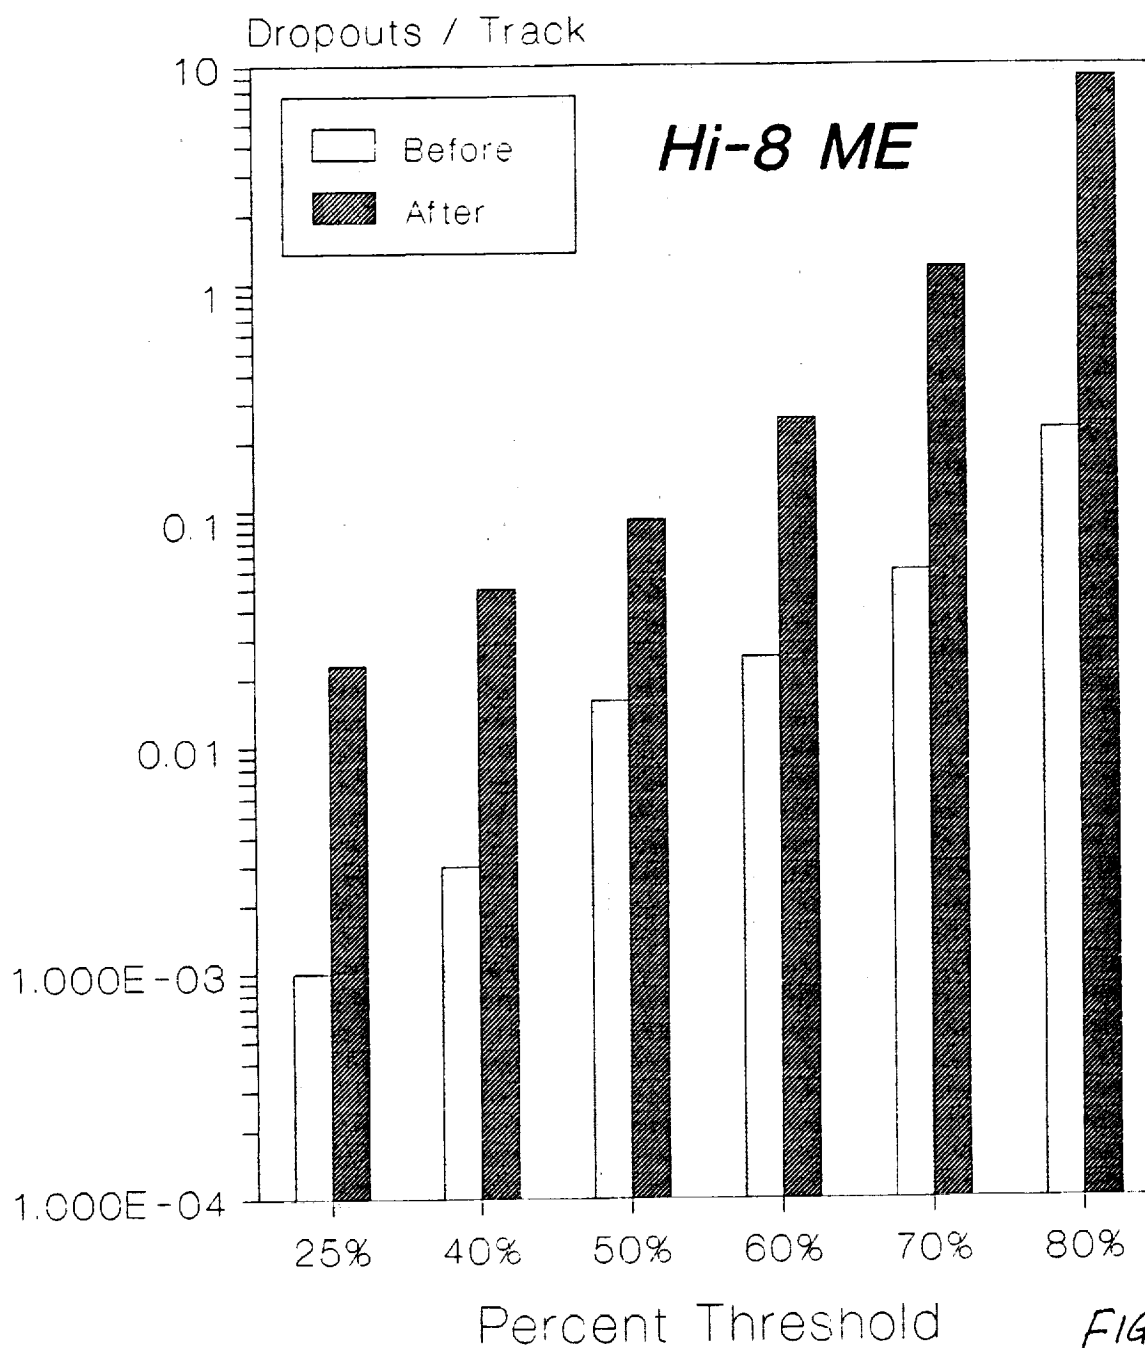 Dropouts / Track
10
Before
After
Hi-8 ME
1
0.1
0.01
1.000E-03
1.000E-04
25% 40% 50% 60% 70% 80%
Percent Threshold
FIG